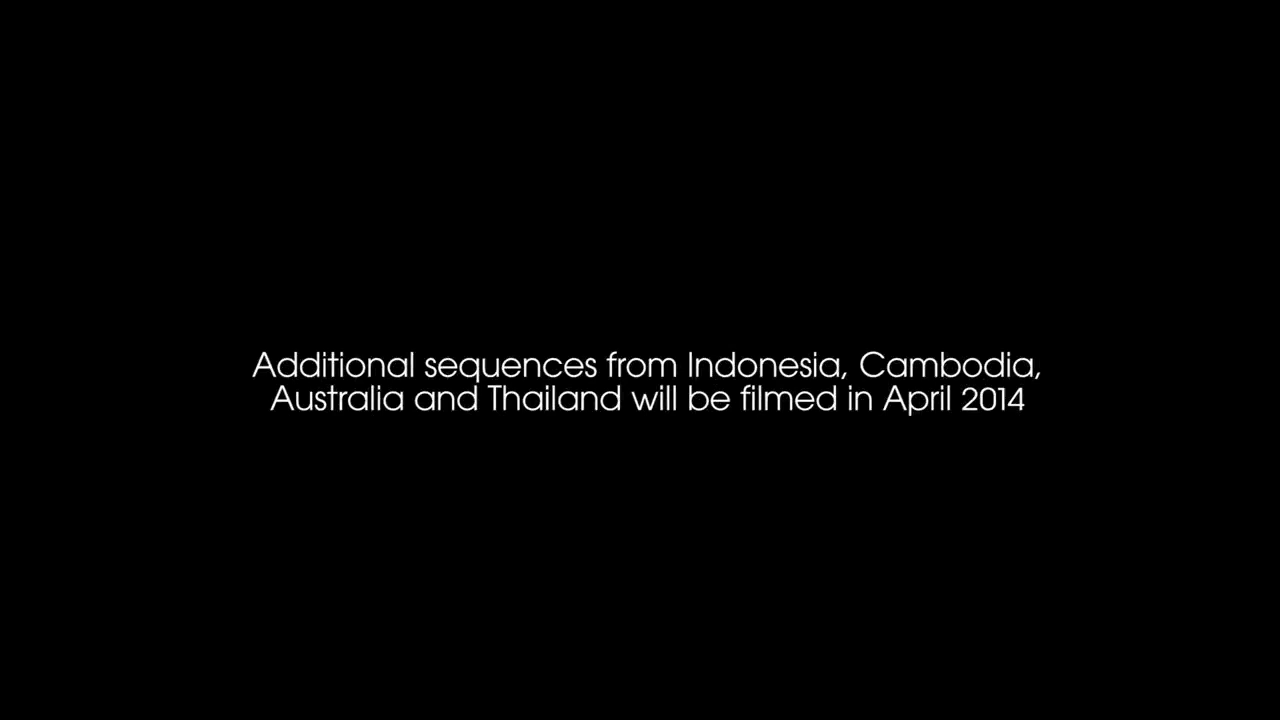 Additional sequences from Indonesia, Cambodia,
Australia and Thailand will be filmed in April 2014